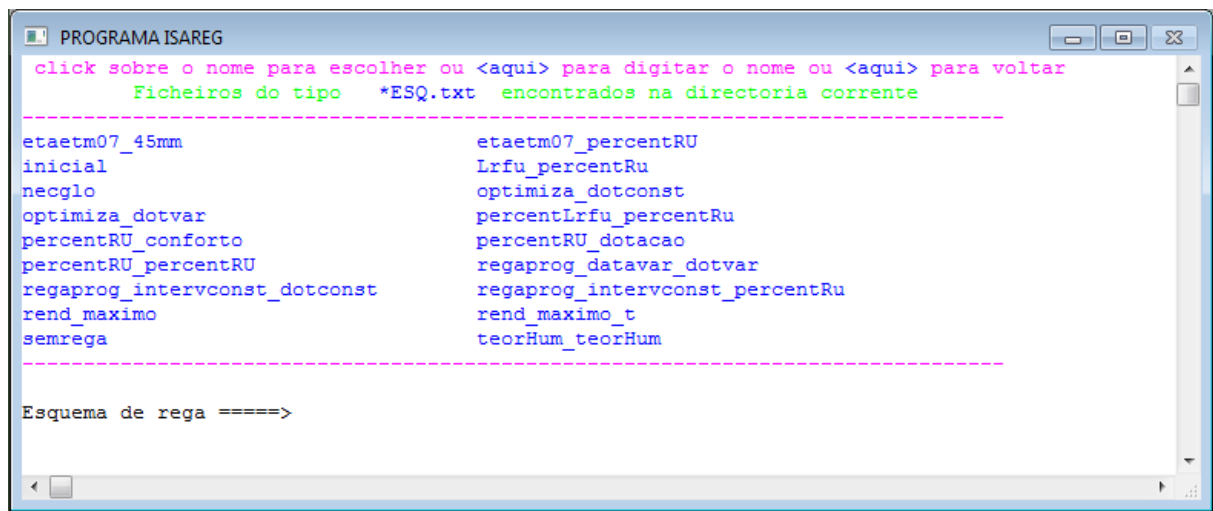 PROGRAMA ISAREG
click sobre o nome para escolher ou <aqui> para digitar o nome ou <aqui> para voltar
Ficheiros do tipo *ESQ.txt encontrados na directoria corrente
--------------------------------------------------------------------------------
etaetm07_45mm etaetm07_percentRU
inicial Lrfu_percentRu
necglo optimiza_dotconst
optimiza_dotvar percentLrfu_percentRu
percentRU_conforto percentRU_dotacao
percentRU_percentRU regaprog_datavar_dotvar
regaprog_intervconst_dotconst regaprog_intervconst_percentRu
rend_maximo rend_maximo_t
semrega teorHum_teorHum
--------------------------------------------------------------------------------
Esquema de rega =====>